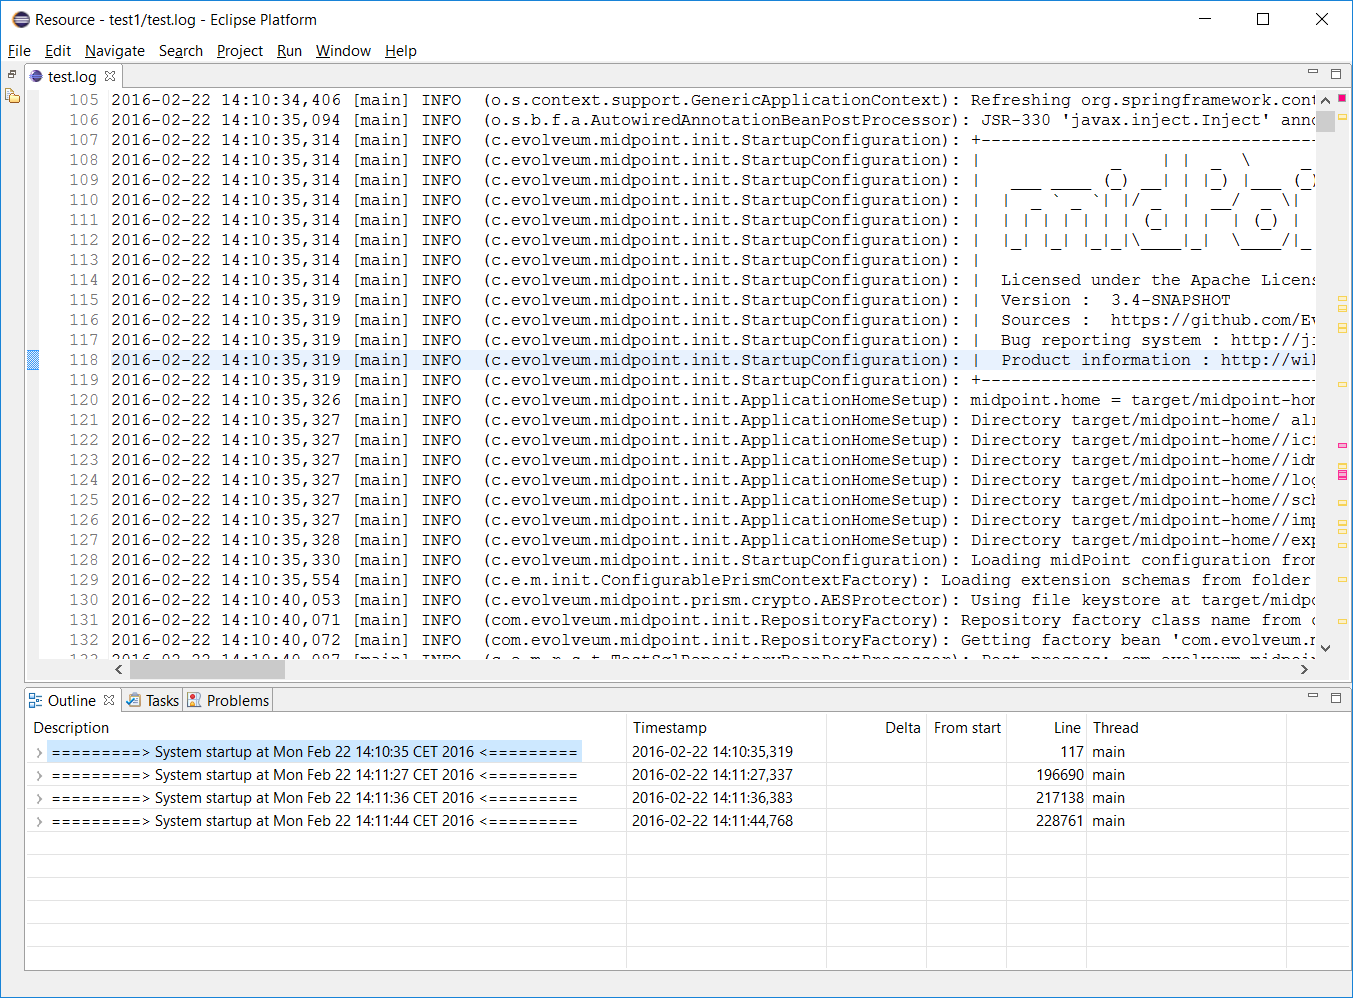 Resource - test1/test.log - Eclipse Platform
File Edit Navigate Search Project Run Window Help
test.log
105 2016-02-22 14:10:34,406 [main] INFO (o.s.context.support.GenericApplicationContext): Refreshing org.springframework.cont
106 2016-02-22 14:10:35,094 [main] INFO (o.s.b.f.a.AutowiredAnnotationBeanPostProcessor): JSR-330 'javax.inject.Inject' anno
107 2016-02-22 14:10:35,314 [main] INFO (c.evolveum.midpoint.init.StartupConfiguration): +----------------------------------
108 2016-02-22 14:10:35,314 [main] INFO (c.evolveum.midpoint.init.StartupConfiguration): |             _    | |  _  \     _
109 2016-02-22 14:10:35,314 [main] INFO (c.evolveum.midpoint.init.StartupConfiguration): |   ___ ____ (_) __| | |_) |___ (_)
110 2016-02-22 14:10:35,314 [main] INFO (c.evolveum.midpoint.init.StartupConfiguration): |  |  _ ` _ `| |/ _  |  __/  _ \|
111 2016-02-22 14:10:35,314 [main] INFO (c.evolveum.midpoint.init.StartupConfiguration): |  | | | | | | | (_| | |  | (_) |
112 2016-02-22 14:10:35,314 [main] INFO (c.evolveum.midpoint.init.StartupConfiguration): |  |_| |_| |_|_|\____|_|  \____/|_
113 2016-02-22 14:10:35,314 [main] INFO (c.evolveum.midpoint.init.StartupConfiguration): |
114 2016-02-22 14:10:35,314 [main] INFO (c.evolveum.midpoint.init.StartupConfiguration): |  Licensed under the Apache Licens
115 2016-02-22 14:10:35,319 [main] INFO (c.evolveum.midpoint.init.StartupConfiguration): |  Version :  3.4-SNAPSHOT
116 2016-02-22 14:10:35,319 [main] INFO (c.evolveum.midpoint.init.StartupConfiguration): |  Sources :  https://github.com/Ev
117 2016-02-22 14:10:35,319 [main] INFO (c.evolveum.midpoint.init.StartupConfiguration): |  Bug reporting system : http://ji
118 2016-02-22 14:10:35,319 [main] INFO (c.evolveum.midpoint.init.StartupConfiguration): |  Product information : http://wik
119 2016-02-22 14:10:35,319 [main] INFO (c.evolveum.midpoint.init.StartupConfiguration): +----------------------------------
120 2016-02-22 14:10:35,326 [main] INFO (c.evolveum.midpoint.init.ApplicationHomeSetup): midpoint.home = target/midpoint-hom
121 2016-02-22 14:10:35,327 [main] INFO (c.evolveum.midpoint.init.ApplicationHomeSetup): Directory target/midpoint-home/ alr
122 2016-02-22 14:10:35,327 [main] INFO (c.evolveum.midpoint.init.ApplicationHomeSetup): Directory target/midpoint-home//icf
123 2016-02-22 14:10:35,327 [main] INFO (c.evolveum.midpoint.init.ApplicationHomeSetup): Directory target/midpoint-home//idm
124 2016-02-22 14:10:35,327 [main] INFO (c.evolveum.midpoint.init.ApplicationHomeSetup): Directory target/midpoint-home//log
125 2016-02-22 14:10:35,327 [main] INFO (c.evolveum.midpoint.init.ApplicationHomeSetup): Directory target/midpoint-home//sch
126 2016-02-22 14:10:35,327 [main] INFO (c.evolveum.midpoint.init.ApplicationHomeSetup): Directory target/midpoint-home//imp
127 2016-02-22 14:10:35,328 [main] INFO (c.evolveum.midpoint.init.ApplicationHomeSetup): Directory target/midpoint-home//exp
128 2016-02-22 14:10:35,330 [main] INFO (c.evolveum.midpoint.init.StartupConfiguration): Loading midPoint configuration from
129 2016-02-22 14:10:35,554 [main] INFO (c.e.m.init.ConfigurablePrismContextFactory): Loading extension schemas from folder
130 2016-02-22 14:10:40,053 [main] INFO (c.evolveum.midpoint.prism.crypto.AESProtector): Using file keystore at target/midpo
131 2016-02-22 14:10:40,071 [main] INFO (com.evolveum.midpoint.init.RepositoryFactory): Repository factory class name from c
132 2016-02-22 14:10:40,072 [main] INFO (com.evolveum.midpoint.init.RepositoryFactory): Getting factory bean 'com.evolveum.m
Outline Tasks Problems
Description Timestamp Delta From start Line Thread
=========> System startup at Mon Feb 22 14:10:35 CET 2016 <========= 2016-02-22 14:10:35,319 117 main
=========> System startup at Mon Feb 22 14:11:27 CET 2016 <========= 2016-02-22 14:11:27,337 196690 main
=========> System startup at Mon Feb 22 14:11:36 CET 2016 <========= 2016-02-22 14:11:36,383 217138 main
=========> System startup at Mon Feb 22 14:11:44 CET 2016 <========= 2016-02-22 14:11:44,768 228761 main